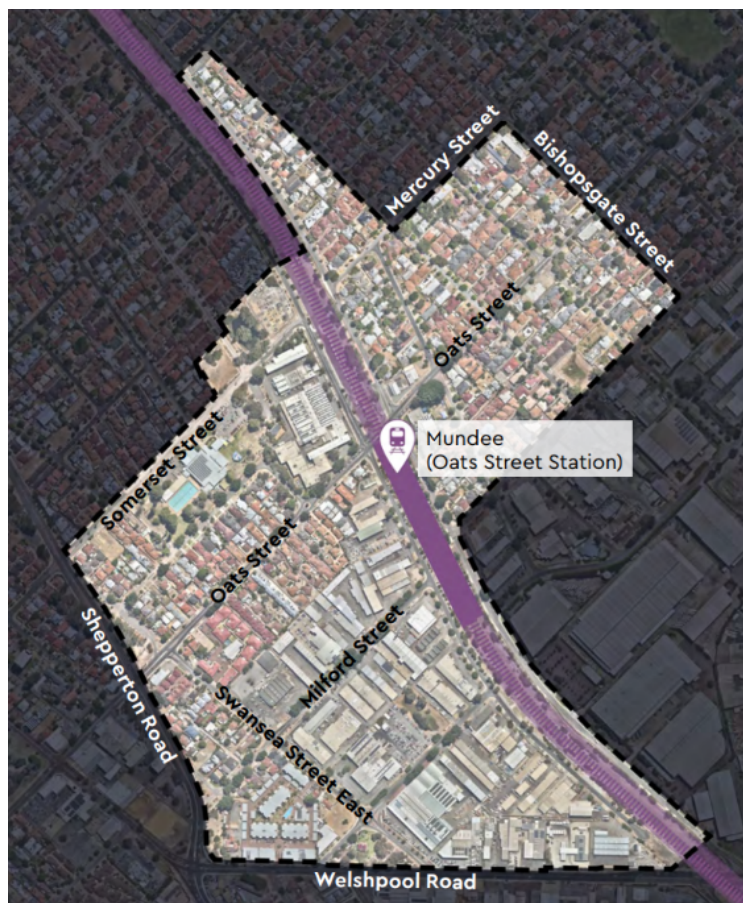 Mercury Street
Bishopsgate Street
Oats Street
Mundee
(Oats Street Station)
Somerset Street
Oats Street
Milford Street
Shepperton Road
Swansea Street East
Welshpool Road